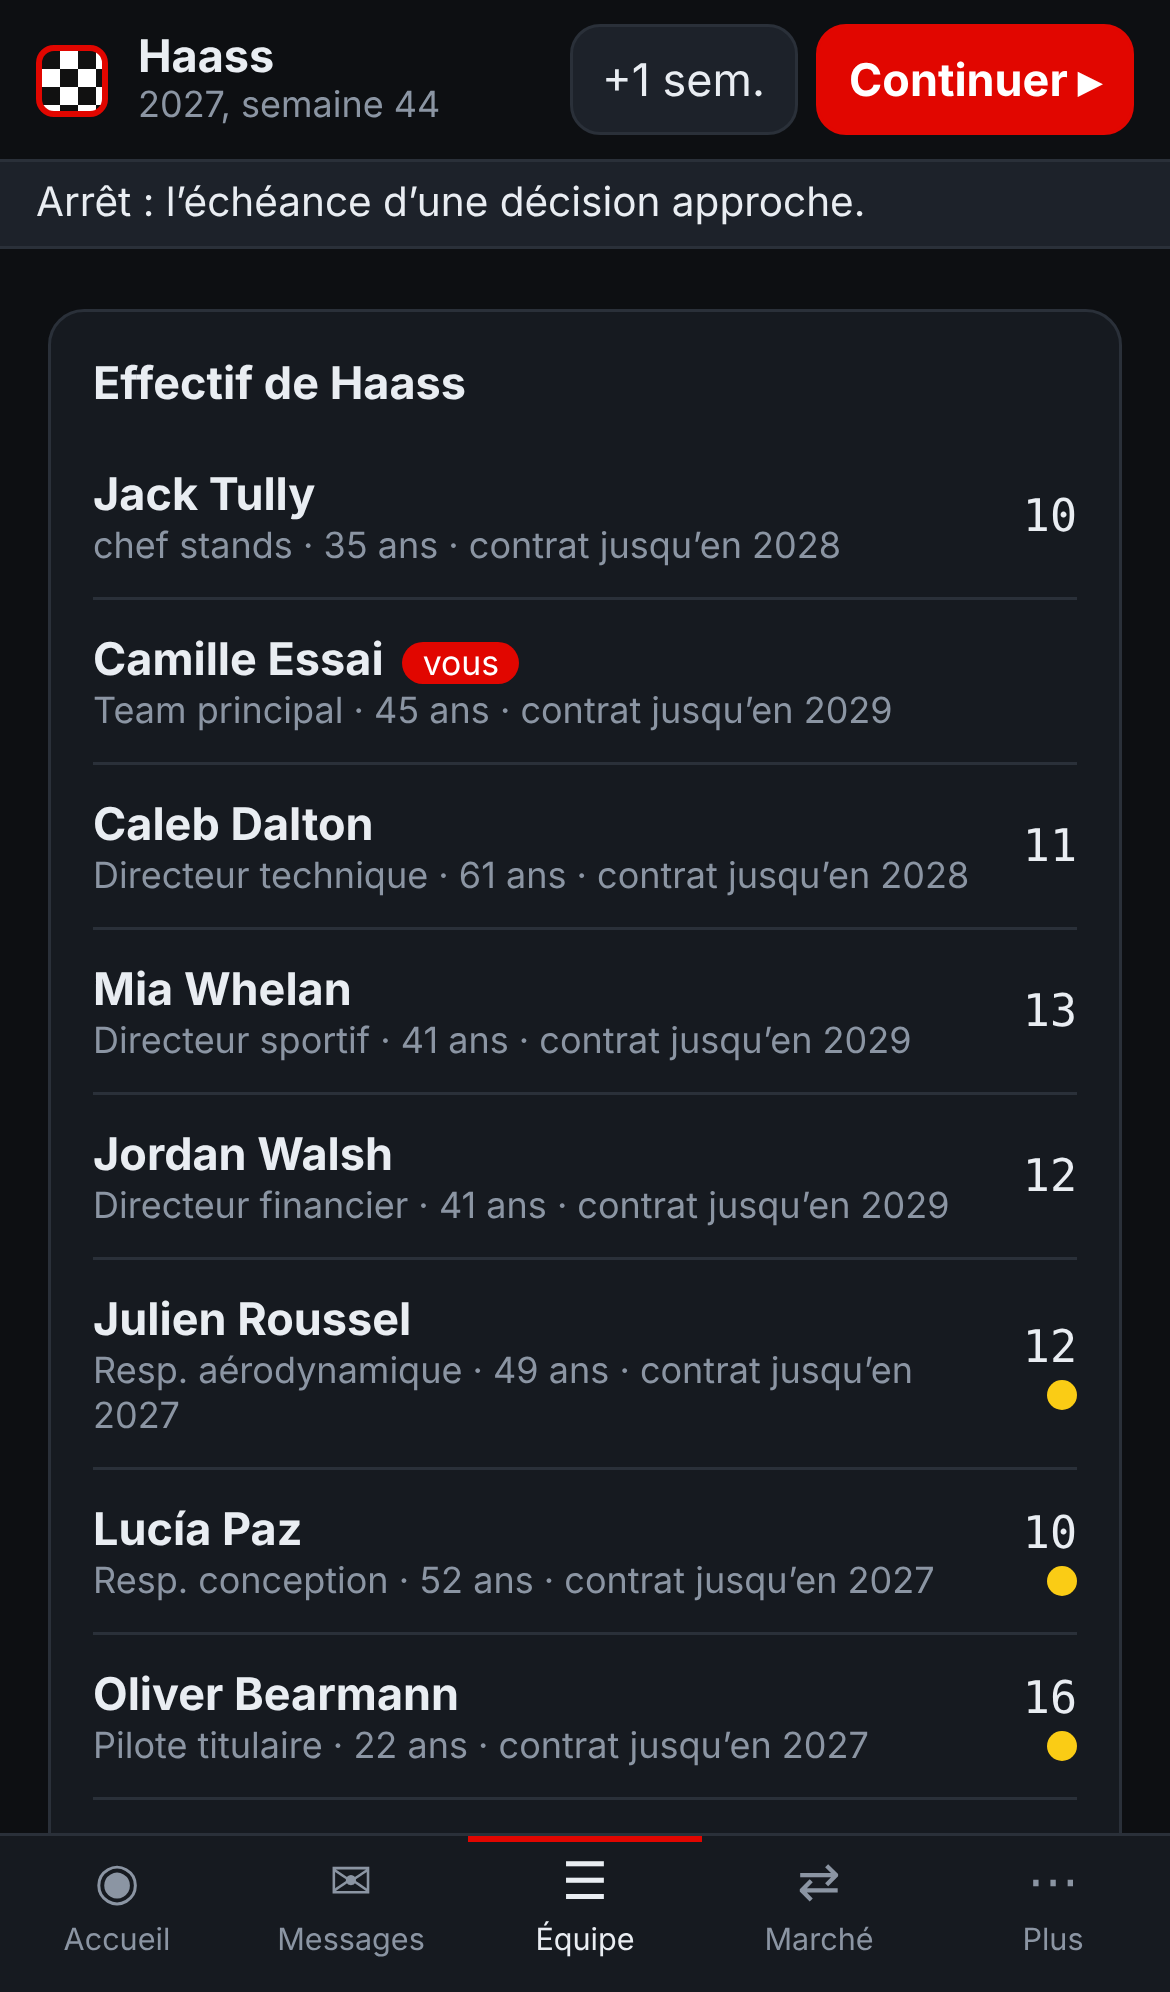 Haass
2027, semaine 44
+1 sem.
Continuer ▸
Arrêt : l’échéance d’une décision approche.
Effectif de Haass
Jack Tully
chef stands · 35 ans · contrat jusqu’en 2028
10
Camille Essai vous
Team principal · 45 ans · contrat jusqu’en 2029
Caleb Dalton
Directeur technique · 61 ans · contrat jusqu’en 2028
11
Mia Whelan
Directeur sportif · 41 ans · contrat jusqu’en 2029
13
Jordan Walsh
Directeur financier · 41 ans · contrat jusqu’en 2029
12
Julien Roussel
Resp. aérodynamique · 49 ans · contrat jusqu’en
2027
12
Lucía Paz
Resp. conception · 52 ans · contrat jusqu’en 2027
10
Oliver Bearmann
Pilote titulaire · 22 ans · contrat jusqu’en 2027
16
Accueil
Messages
Équipe
Marché
Plus